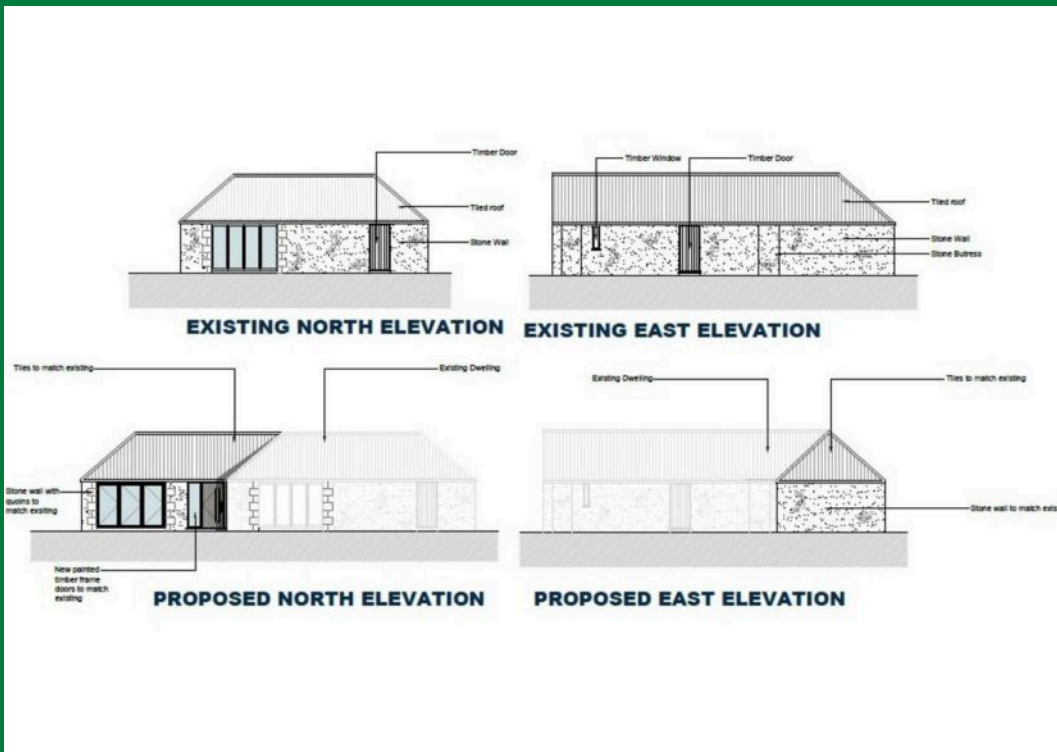 Timber Door
Tiled roof
Stone Wall
EXISTING NORTH ELEVATION
Timber Window
Timber Door
Tiled roof
Stone Wall
Stone Butress
EXISTING EAST ELEVATION
Tiles to match existing
Existing Dwelling
Stone wall with
quoins to
match exsiting
New painted
timber frame
doors to match
existing
PROPOSED NORTH ELEVATION
Existing Dwelling
Tiles to match existing
Stone wall to match exis
PROPOSED EAST ELEVATION